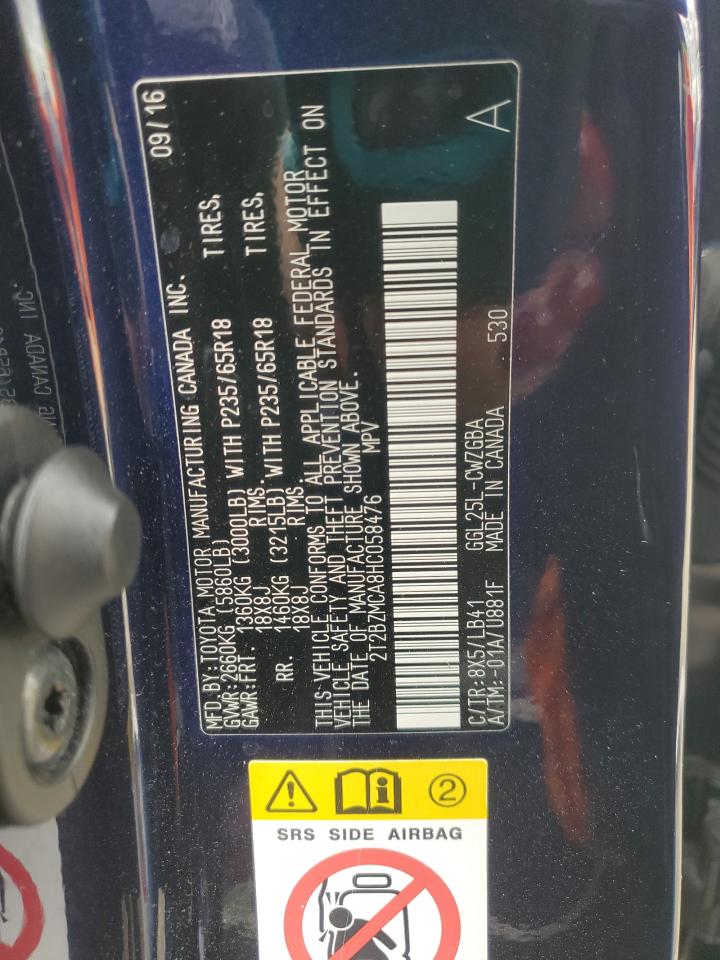 MFD.BY:TOYOTA MOTOR MANUFACTURING CANADA INC. 09/16
GVWR:2660KG (5860LB)
GAWR:FRT. 1360KG (3000LB) WITH P235/65R18 TIRES,
18X8J RIMS.
RR. 1460KG (3215LB) WITH P235/65R18 TIRES,
18X8J RIMS.
THIS VEHICLE CONFORMS TO ALL APPLICABLE FEDERAL MOTOR
VEHICLE SAFETY AND THEFT PREVENTION STANDARDS IN EFFECT ON
THE DATE OF MANUFACTURE SHOWN ABOVE.
2T2BZMCA8HC058476 MPV
C/TR:8X5/LB41 GGL25L-CWZGBA
A/TM:-01A/U881F MADE IN CANADA 530 A
2
SRS SIDE AIRBAG
CANADA INC.